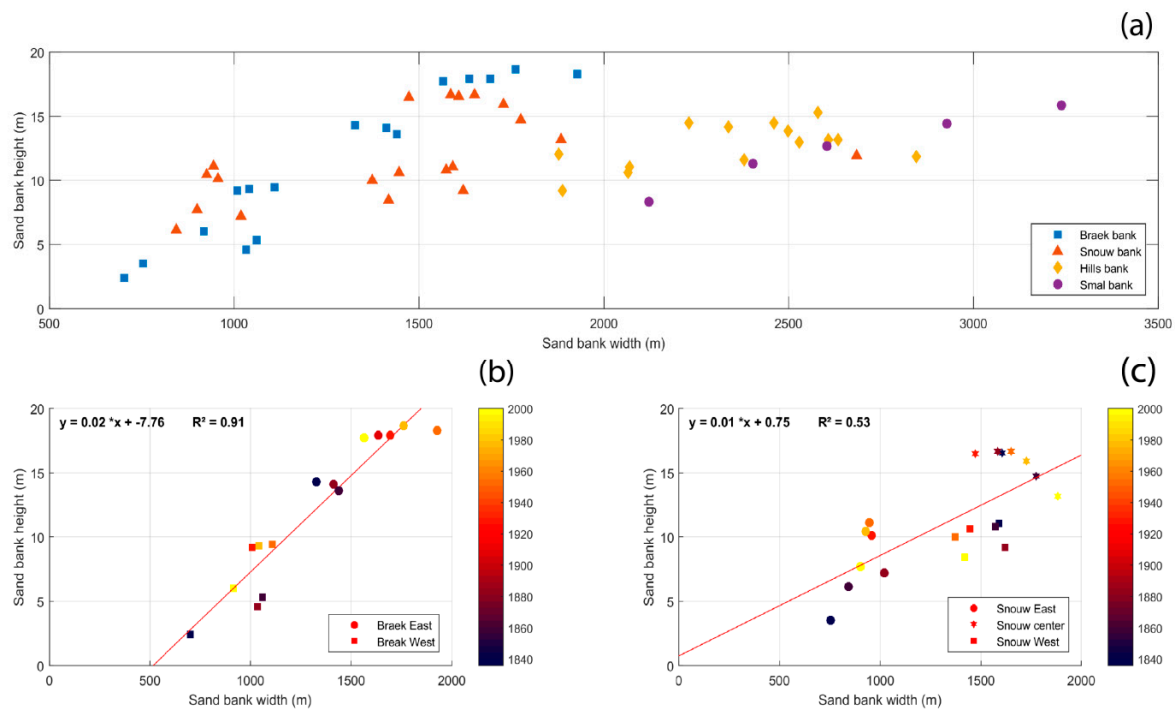 (a)
20
15
10
5
0
Sand bank height (m)
500 1000 1500 2000 2500 3000 3500
Sand bank width (m)
Braek bank
Snouw bank
Hills bank
Smal bank
(b)
y = 0.02 *x + -7.76 R² = 0.91
20
15
10
5
0
Sand bank height (m)
0 500 1000 1500 2000
Sand bank width (m)
Braek East
Break West
2000
1980
1960
1940
1920
1900
1880
1860
1840
(c)
y = 0.01 *x + 0.75 R² = 0.53
20
15
10
5
0
Sand bank height (m)
0 500 1000 1500 2000
Sand bank width (m)
Snouw East
Snouw center
Snouw West
2000
1980
1960
1940
1920
1900
1880
1860
1840